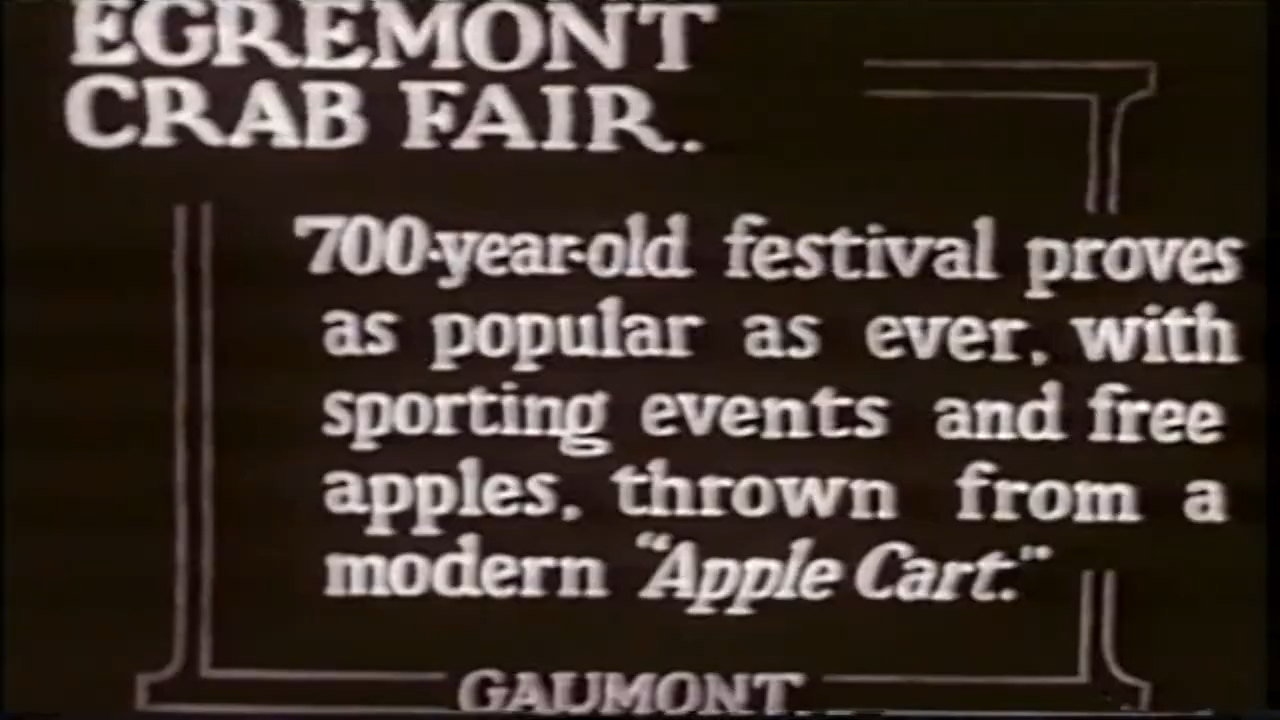 EGREMONT
CRAB FAIR.
700-year-old festival proves
as popular as ever, with
sporting events and free
apples, thrown from a
modern "Apple Cart."
GAUMONT.